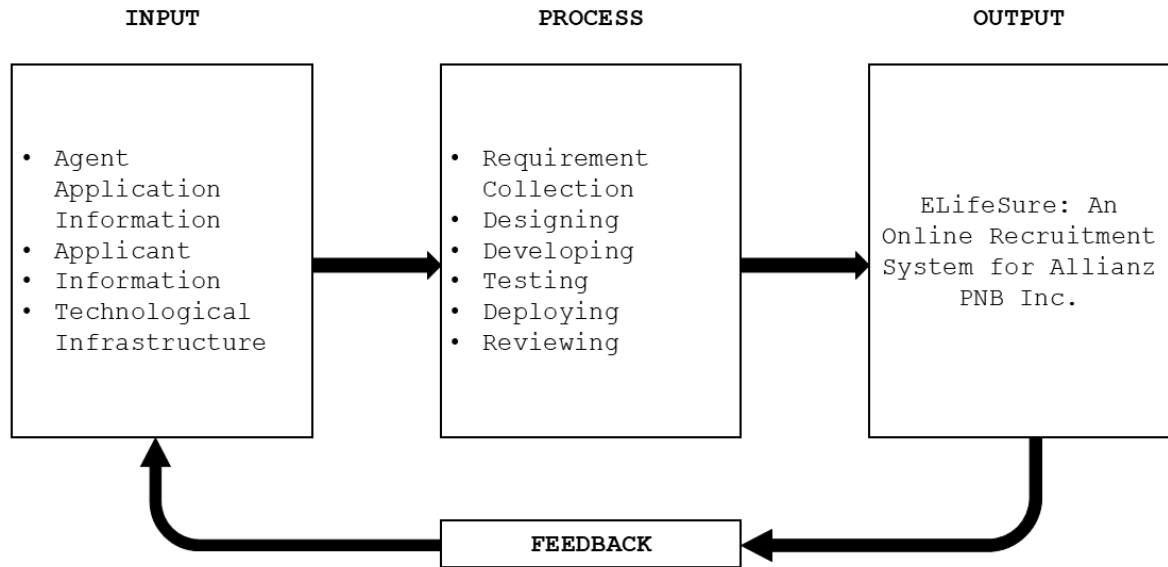 INPUT
PROCESS
OUTPUT
• Agent
Application
Information
• Applicant
• Information
• Technological
Infrastructure
• Requirement
Collection
• Designing
• Developing
• Testing
• Deploying
• Reviewing
ELifeSure: An
Online Recruitment
System for Allianz
PNB Inc.
FEEDBACK